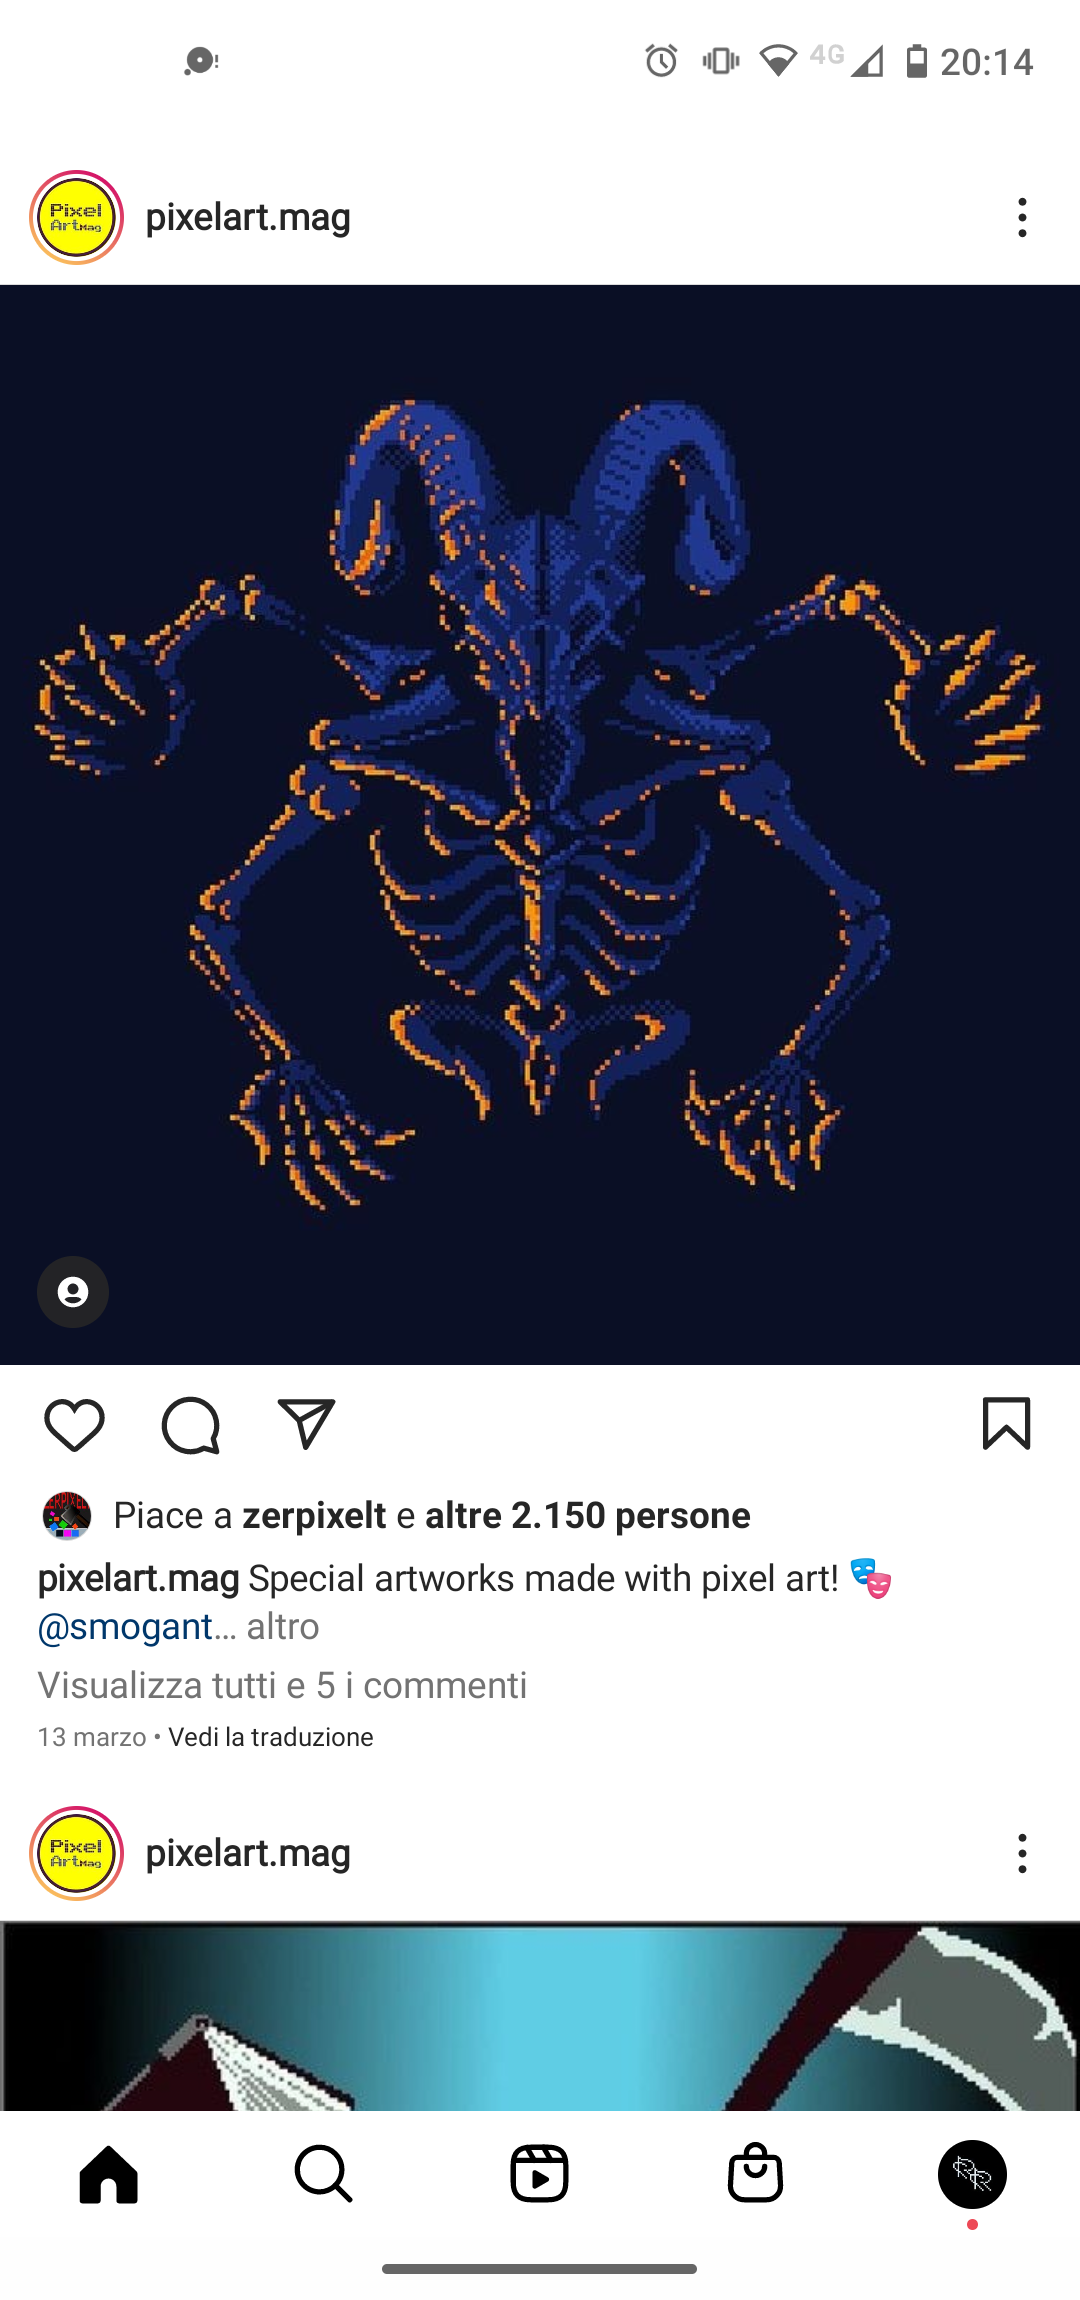 4G 20:14
Pixel
ArtMag
pixelart.mag
Piace a zerpixelt e altre 2.150 persone
pixelart.mag Special artworks made with pixel art! 🎭
@smogant... altro
Visualizza tutti e 5 i commenti
13 marzo • Vedi la traduzione
Pixel
ArtMag
pixelart.mag